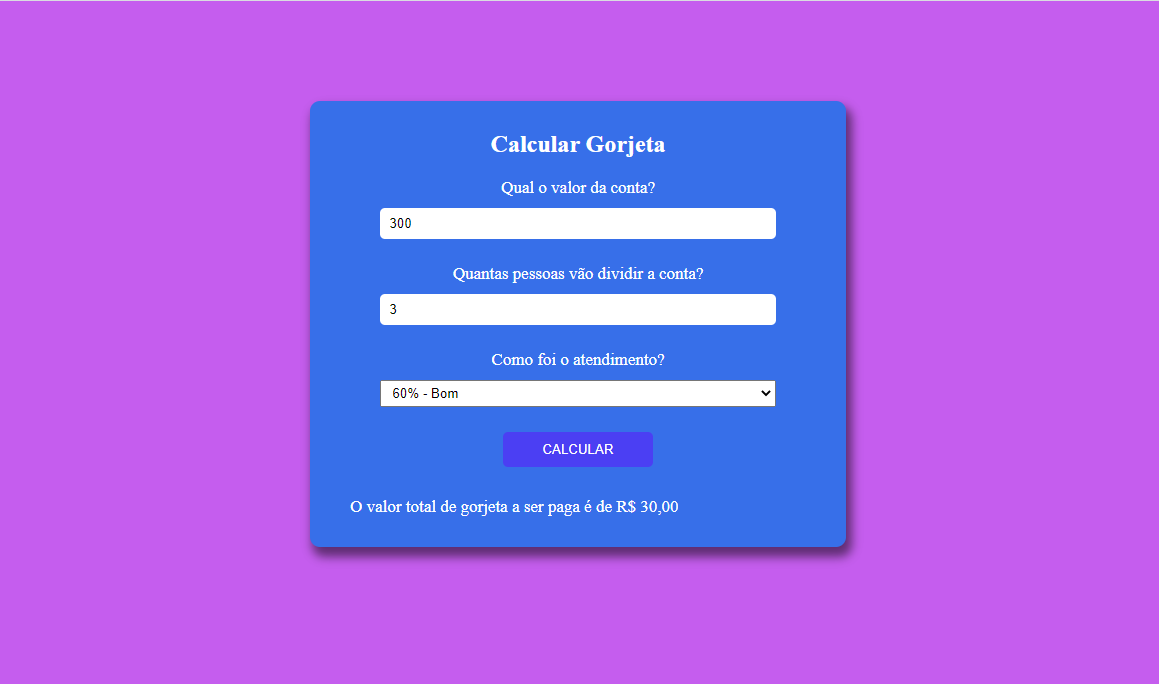 Calcular Gorjeta
Qual o valor da conta?
300
Quantas pessoas vão dividir a conta?
3
Como foi o atendimento?
60% - Bom
CALCULAR
O valor total de gorjeta a ser paga é de R$ 30,00